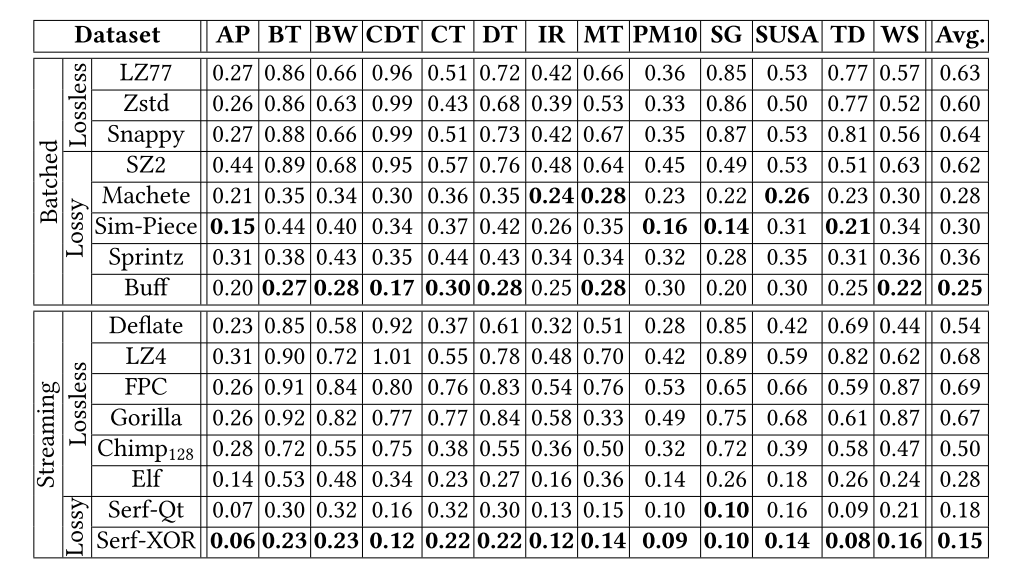 Dataset AP BT BW CDT CT DT IR MT PM10 SG SUSA TD WS Avg.
Batched
Lossless
LZ77 0.27 0.86 0.66 0.96 0.51 0.72 0.42 0.66 0.36 0.85 0.53 0.77 0.57 0.63
Zstd 0.26 0.86 0.63 0.99 0.43 0.68 0.39 0.53 0.33 0.86 0.50 0.77 0.52 0.60
Snappy 0.27 0.88 0.66 0.99 0.51 0.73 0.42 0.67 0.35 0.87 0.53 0.81 0.56 0.64
Lossy
SZ2 0.44 0.89 0.68 0.95 0.57 0.76 0.48 0.64 0.45 0.49 0.53 0.51 0.63 0.62
Machete 0.21 0.35 0.34 0.30 0.36 0.35 0.24 0.28 0.23 0.22 0.26 0.23 0.30 0.28
Sim-Piece 0.15 0.44 0.40 0.34 0.37 0.42 0.26 0.35 0.16 0.14 0.31 0.21 0.34 0.30
Sprintz 0.31 0.38 0.43 0.35 0.44 0.43 0.34 0.34 0.32 0.28 0.35 0.31 0.36 0.36
Buff 0.20 0.27 0.28 0.17 0.30 0.28 0.25 0.28 0.30 0.20 0.30 0.25 0.22 0.25
Streaming
Lossless
Deflate 0.23 0.85 0.58 0.92 0.37 0.61 0.32 0.51 0.28 0.85 0.42 0.69 0.44 0.54
LZ4 0.31 0.90 0.72 1.01 0.55 0.78 0.48 0.70 0.42 0.89 0.59 0.82 0.62 0.68
FPC 0.26 0.91 0.84 0.80 0.76 0.83 0.54 0.76 0.53 0.65 0.66 0.59 0.87 0.69
Gorilla 0.26 0.92 0.82 0.77 0.77 0.84 0.58 0.33 0.49 0.75 0.68 0.61 0.87 0.67
Chimp₁₂₈ 0.28 0.72 0.55 0.75 0.38 0.55 0.36 0.50 0.32 0.72 0.39 0.58 0.47 0.50
Elf 0.14 0.53 0.48 0.34 0.23 0.27 0.16 0.36 0.14 0.26 0.18 0.26 0.24 0.28
Lossy
Serf-Qt 0.07 0.30 0.32 0.16 0.32 0.30 0.13 0.15 0.10 0.10 0.16 0.09 0.21 0.18
Serf-XOR 0.06 0.23 0.23 0.12 0.22 0.22 0.12 0.14 0.09 0.10 0.14 0.08 0.16 0.15